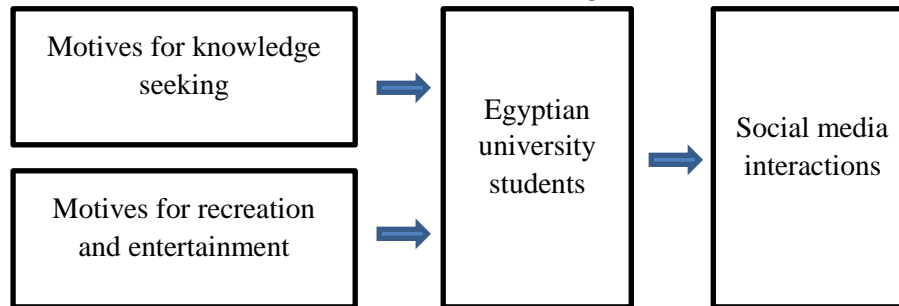 Motives for knowledge
seeking
Motives for recreation
and entertainment
Egyptian
university
students
Social media
interactions